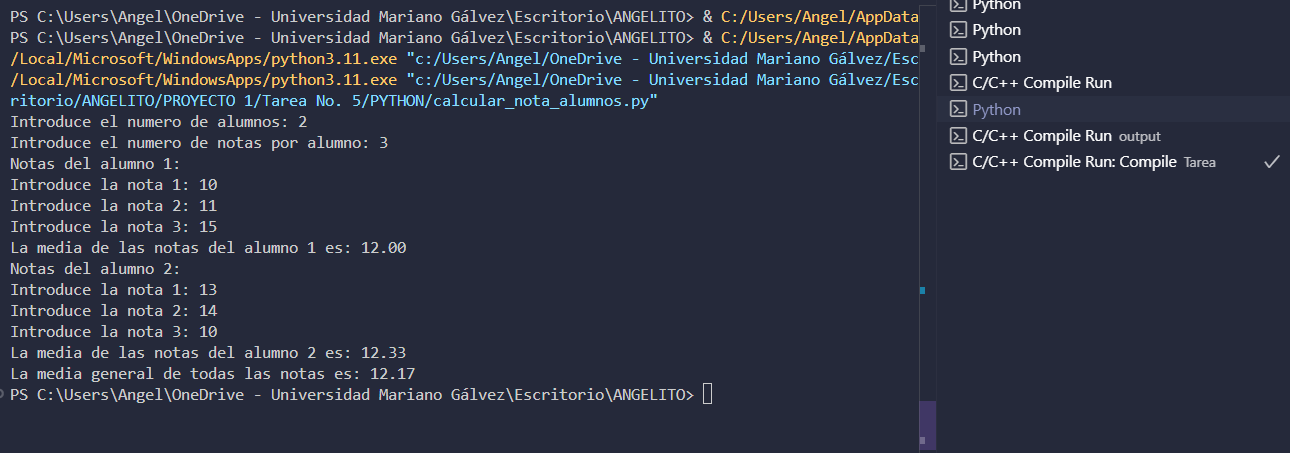 PS C:\Users\Angel\OneDrive - Universidad Mariano Gálvez\Escritorio\ANGELITO> & C:/Users/Angel/AppData
PS C:\Users\Angel\OneDrive - Universidad Mariano Gálvez\Escritorio\ANGELITO> & C:/Users/Angel/AppData
/Local/Microsoft/WindowsApps/python3.11.exe "c:/Users/Angel/OneDrive - Universidad Mariano Gálvez/Esc
/Local/Microsoft/WindowsApps/python3.11.exe "c:/Users/Angel/OneDrive - Universidad Mariano Gálvez/Esc
ritorio/ANGELITO/PROYECTO 1/Tarea No. 5/PYTHON/calcular_nota_alumnos.py"
Introduce el numero de alumnos: 2
Introduce el numero de notas por alumno: 3
Notas del alumno 1:
Introduce la nota 1: 10
Introduce la nota 2: 11
Introduce la nota 3: 15
La media de las notas del alumno 1 es: 12.00
Notas del alumno 2:
Introduce la nota 1: 13
Introduce la nota 2: 14
Introduce la nota 3: 10
La media de las notas del alumno 2 es: 12.33
La media general de todas las notas es: 12.17
PS C:\Users\Angel\OneDrive - Universidad Mariano Gálvez\Escritorio\ANGELITO>
Python
Python
Python
C/C++ Compile Run
Python
C/C++ Compile Run output
C/C++ Compile Run: Compile Tarea